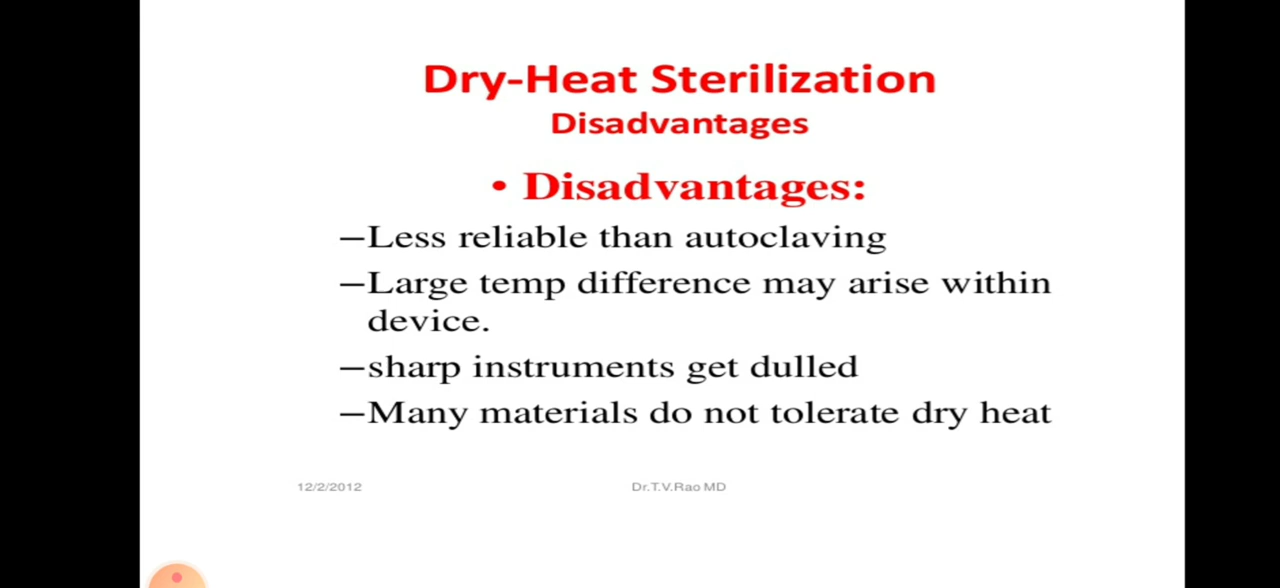 Dry-Heat Sterilization
Disadvantages
• Disadvantages:
–Less reliable than autoclaving
–Large temp difference may arise within
device.
–sharp instruments get dulled
–Many materials do not tolerate dry heat
12/2/2012
Dr.T.V.Rao MD